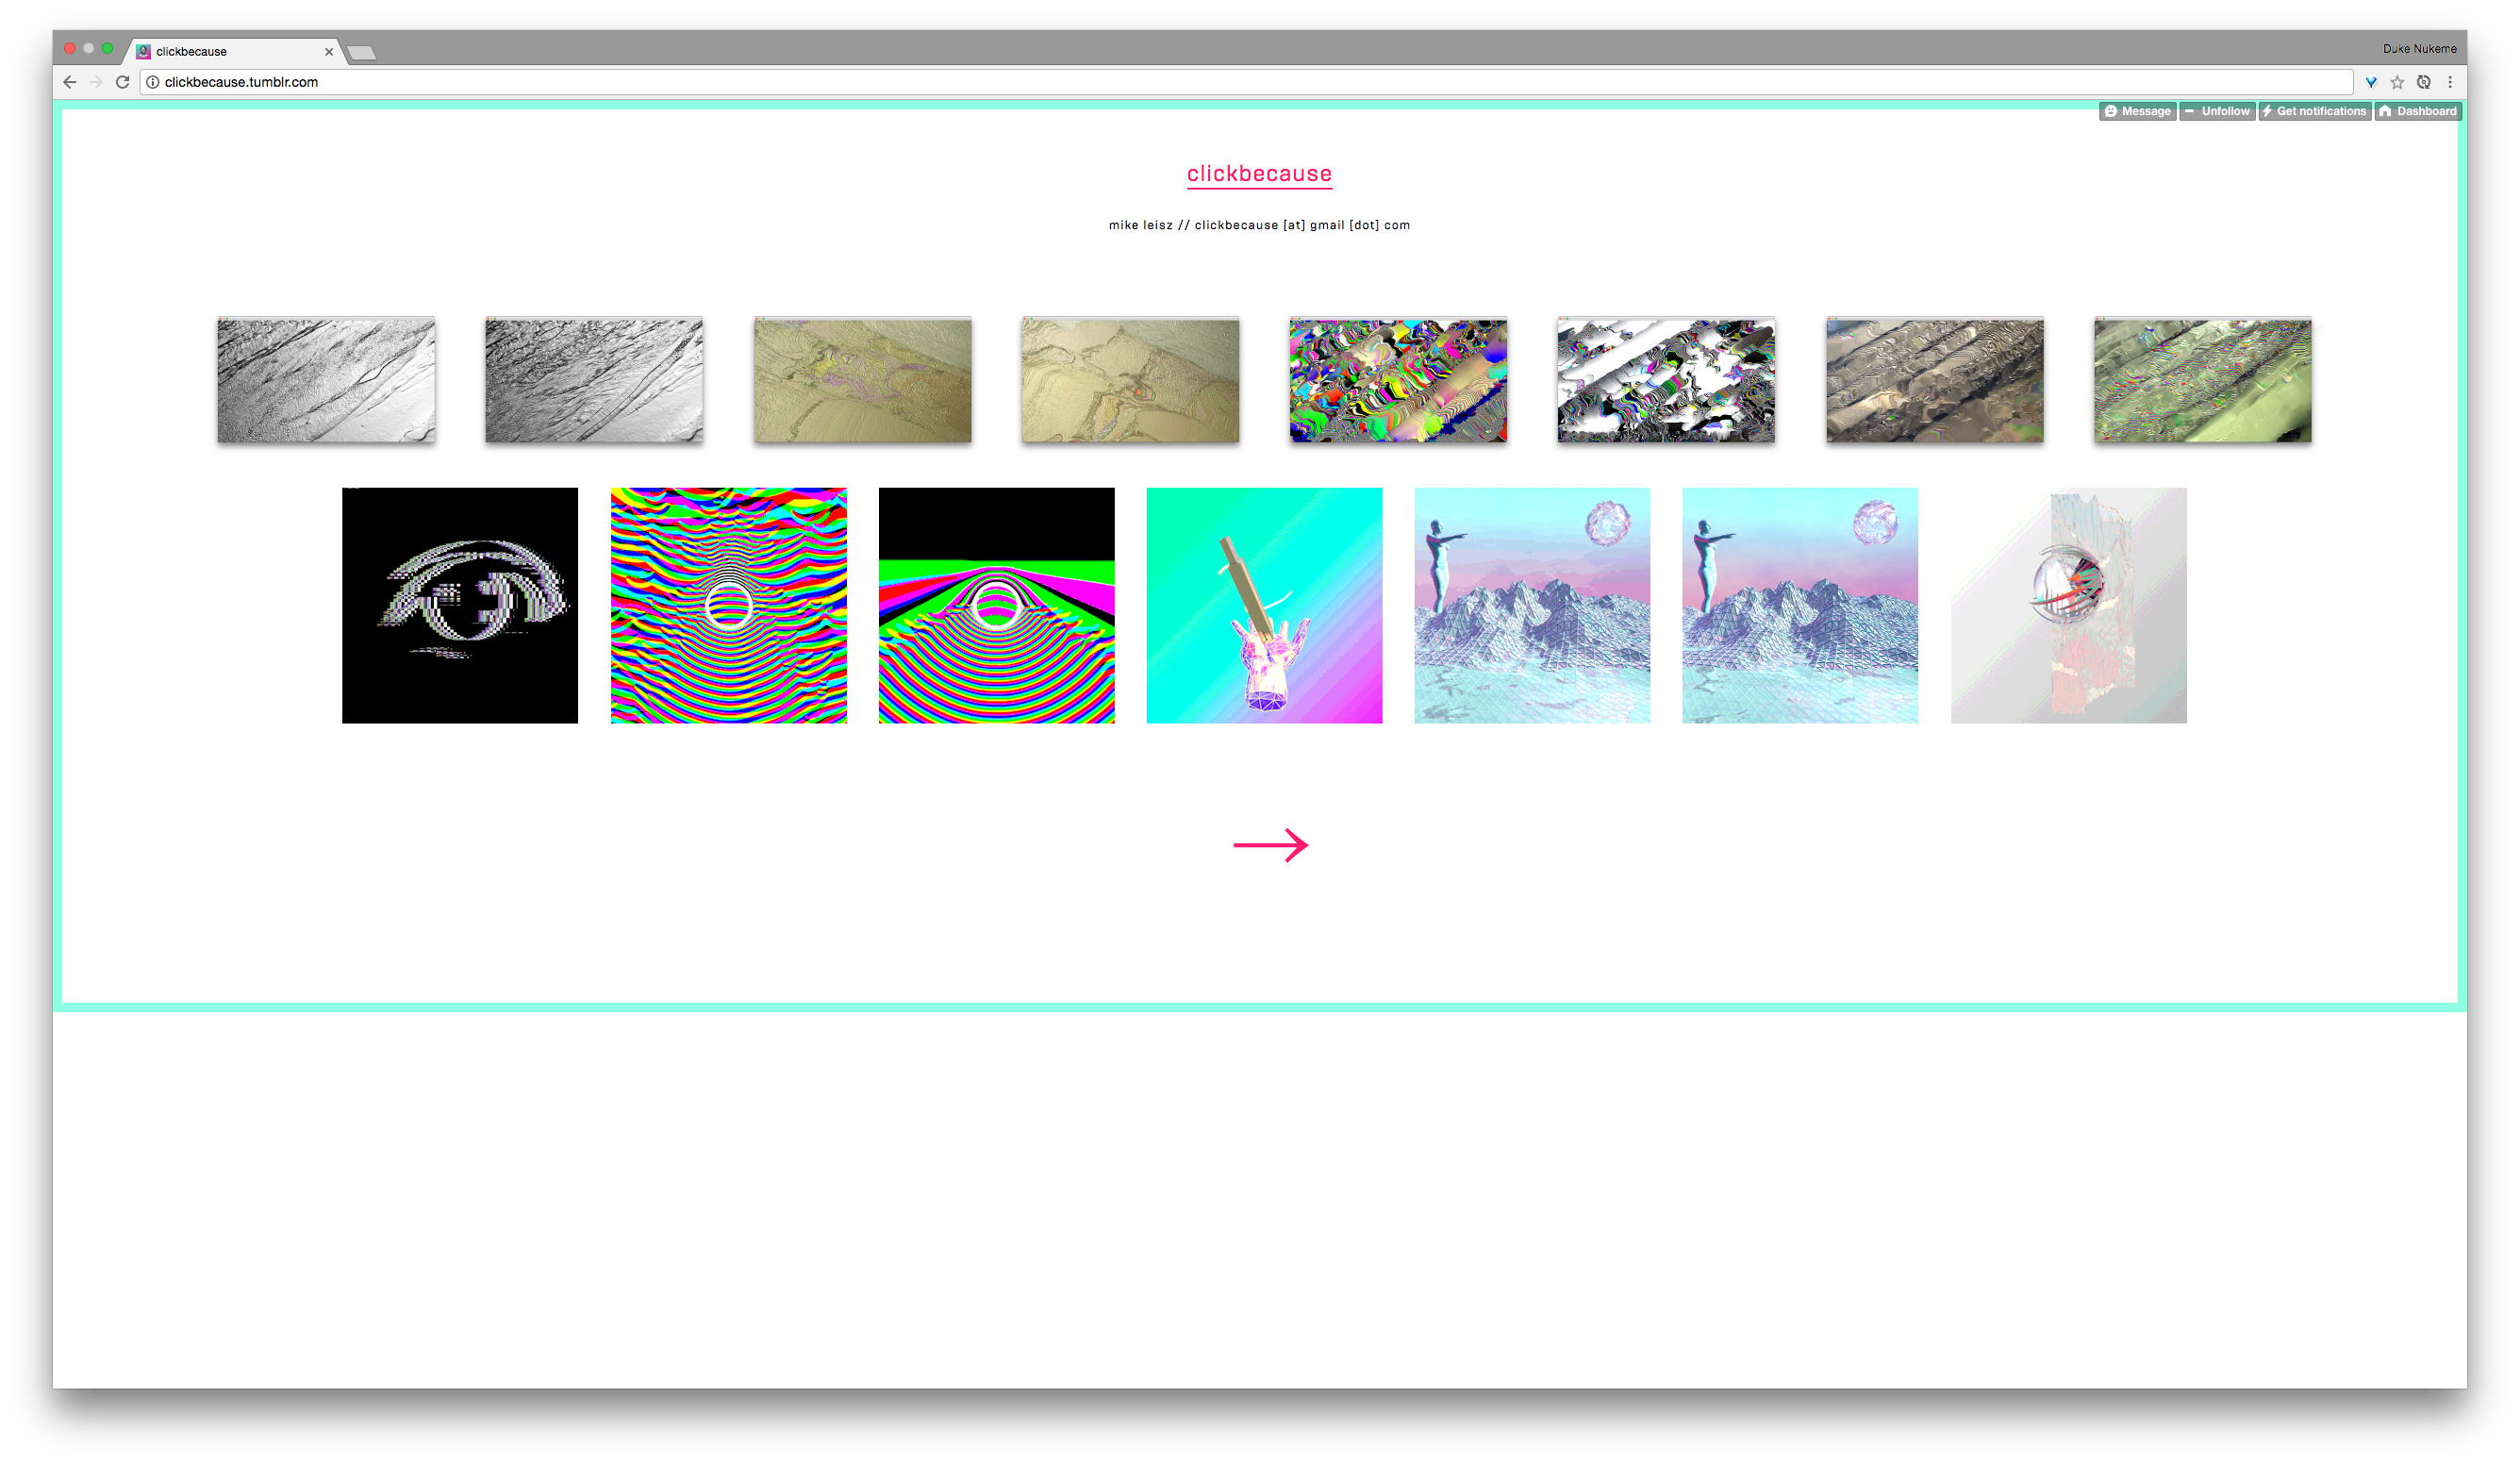 clickbecause
Duke Nukeme
clickbecause.tumblr.com
Message Unfollow Get notifications Dashboard
clickbecause
mike leisz // clickbecause [at] gmail [dot] com